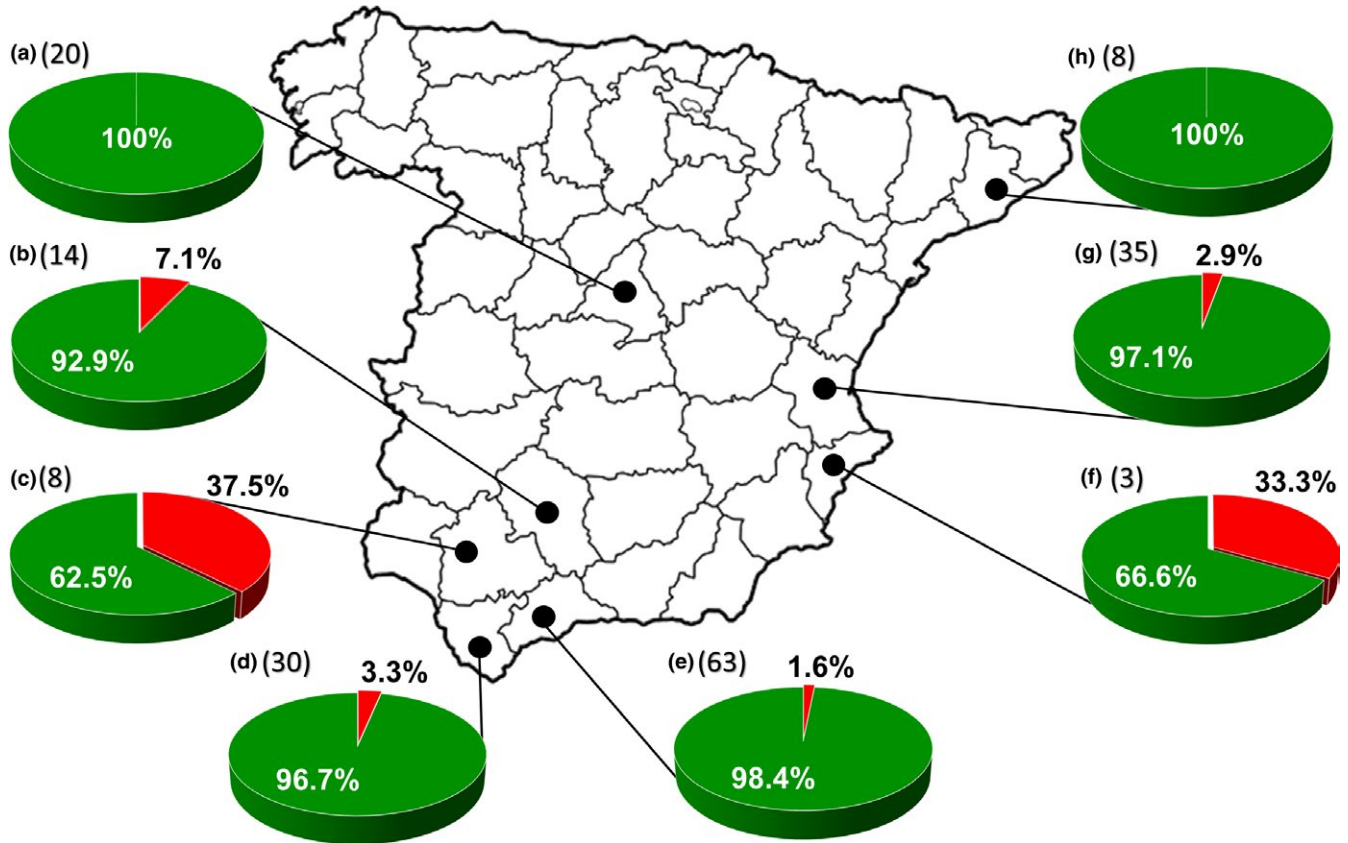 (a) (20)
100%
(b) (14)
7.1%
92.9%
(c) (8)
37.5%
62.5%
(d) (30)
3.3%
96.7%
(e) (63)
1.6%
98.4%
(f) (3)
33.3%
66.6%
(g) (35)
2.9%
97.1%
(h) (8)
100%